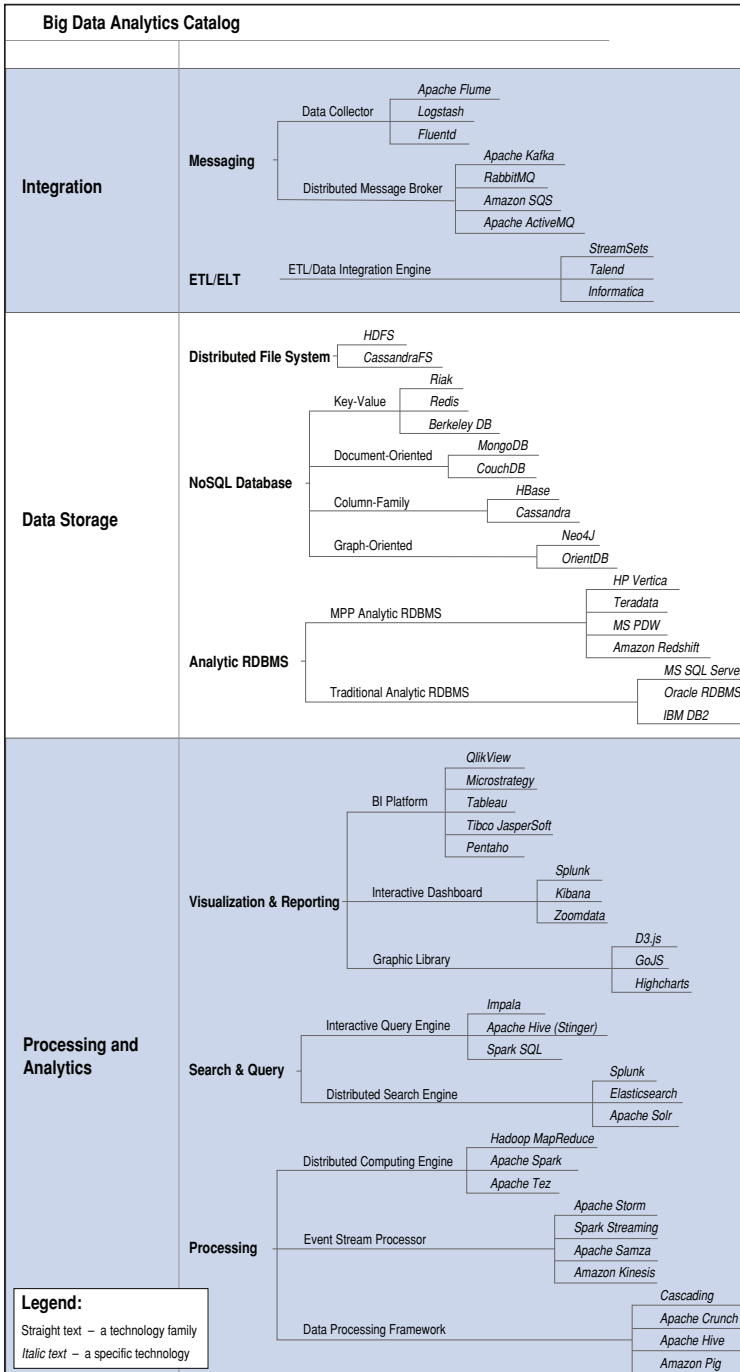 Big Data Analytics Catalog
Integration
Messaging
Data Collector
Apache Flume
Logstash
Fluentd
Distributed Message Broker
Apache Kafka
RabbitMQ
Amazon SQS
Apache ActiveMQ
ETL/ELT
ETL/Data Integration Engine
StreamSets
Talend
Informatica
Data Storage
Distributed File System
HDFS
CassandraFS
NoSQL Database
Key-Value
Riak
Redis
Berkeley DB
Document-Oriented
MongoDB
CouchDB
Column-Family
HBase
Cassandra
Graph-Oriented
Neo4J
OrientDB
Analytic RDBMS
MPP Analytic RDBMS
HP Vertica
Teradata
MS PDW
Amazon Redshift
Traditional Analytic RDBMS
MS SQL Serve
Oracle RDBMS
IBM DB2
Processing and
Analytics
Visualization & Reporting
BI Platform
QlikView
Microstrategy
Tableau
Tibco JasperSoft
Pentaho
Interactive Dashboard
Splunk
Kibana
Zoomdata
Graphic Library
D3.js
GoJS
Highcharts
Search & Query
Interactive Query Engine
Impala
Apache Hive (Stinger)
Spark SQL
Distributed Search Engine
Splunk
Elasticsearch
Apache Solr
Processing
Distributed Computing Engine
Hadoop MapReduce
Apache Spark
Apache Tez
Event Stream Processor
Apache Storm
Spark Streaming
Apache Samza
Amazon Kinesis
Data Processing Framework
Cascading
Apache Crunch
Apache Hive
Amazon Pig
Legend:
Straight text – a technology family
Italic text – a specific technology